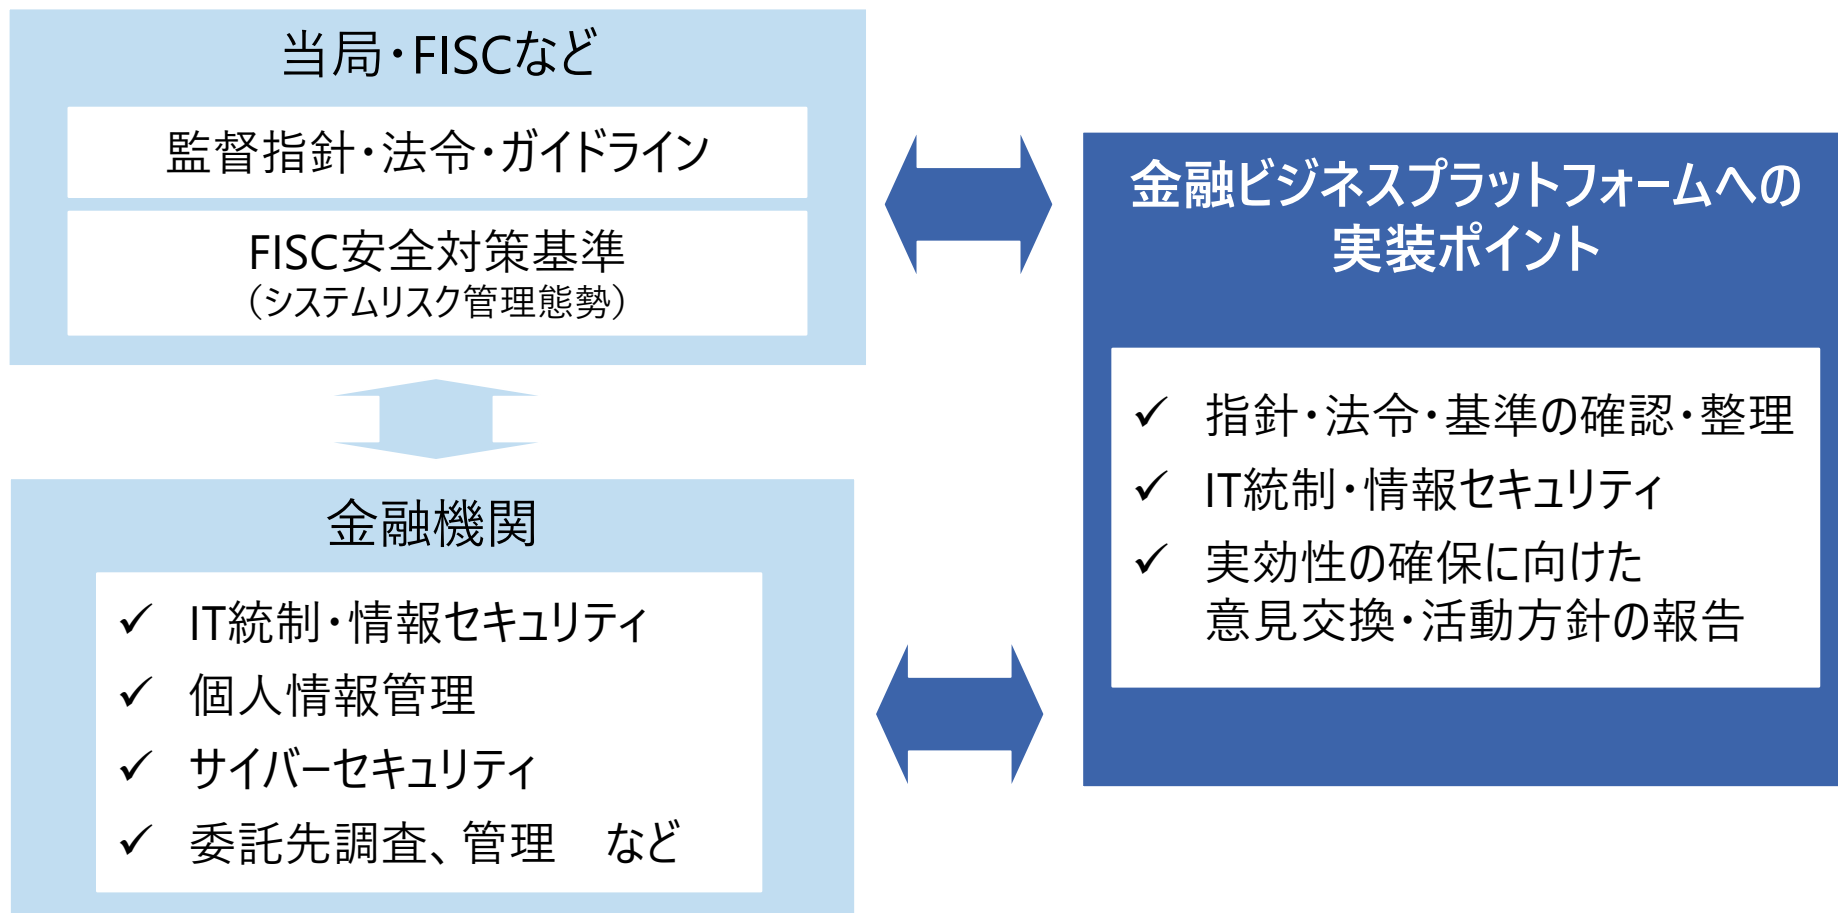 当局・FISCなど
監督指針・法令・ガイドライン
FISC安全対策基準
（システムリスク管理態勢）
金融機関
✓ IT統制・情報セキュリティ
✓ 個人情報管理
✓ サイバーセキュリティ
✓ 委託先調査、管理　など
金融ビジネスプラットフォームへの
実装ポイント
✓ 指針・法令・基準の確認・整理
✓ IT統制・情報セキュリティ
✓ 実効性の確保に向けた
意見交換・活動方針の報告